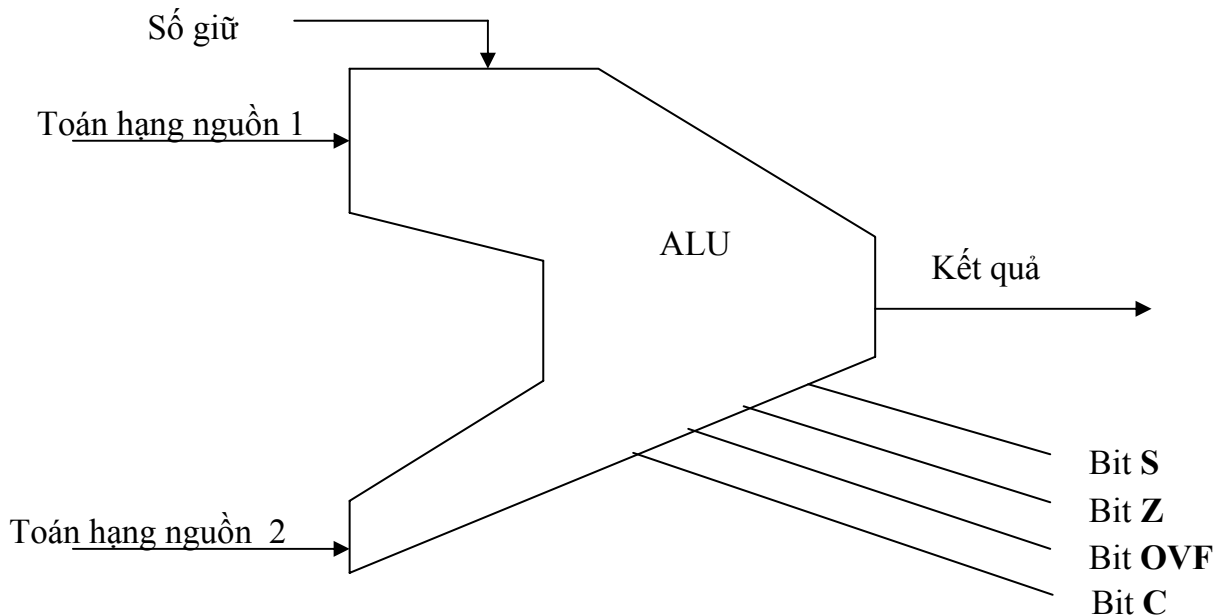 Số giữ
Toán hạng nguồn 1
ALU
Kết quả
Bit S
Toán hạng nguồn 2
Bit Z
Bit OVF
Bit C